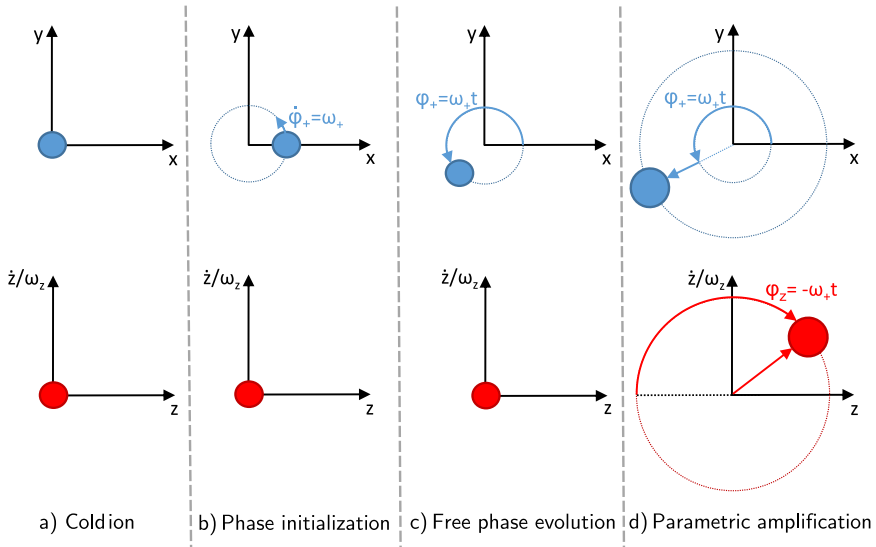 y
x
ż/ω_z
z
a) Cold ion
y
φ̇₊=ω₊
x
ż/ω_z
z
b) Phase initialization
y
φ₊=ω₊t
x
ż/ω_z
z
c) Free phase evolution
y
φ₊=ω₊t
x
ż/ω_z
φ_z= -ω₊t
z
d) Parametric amplification